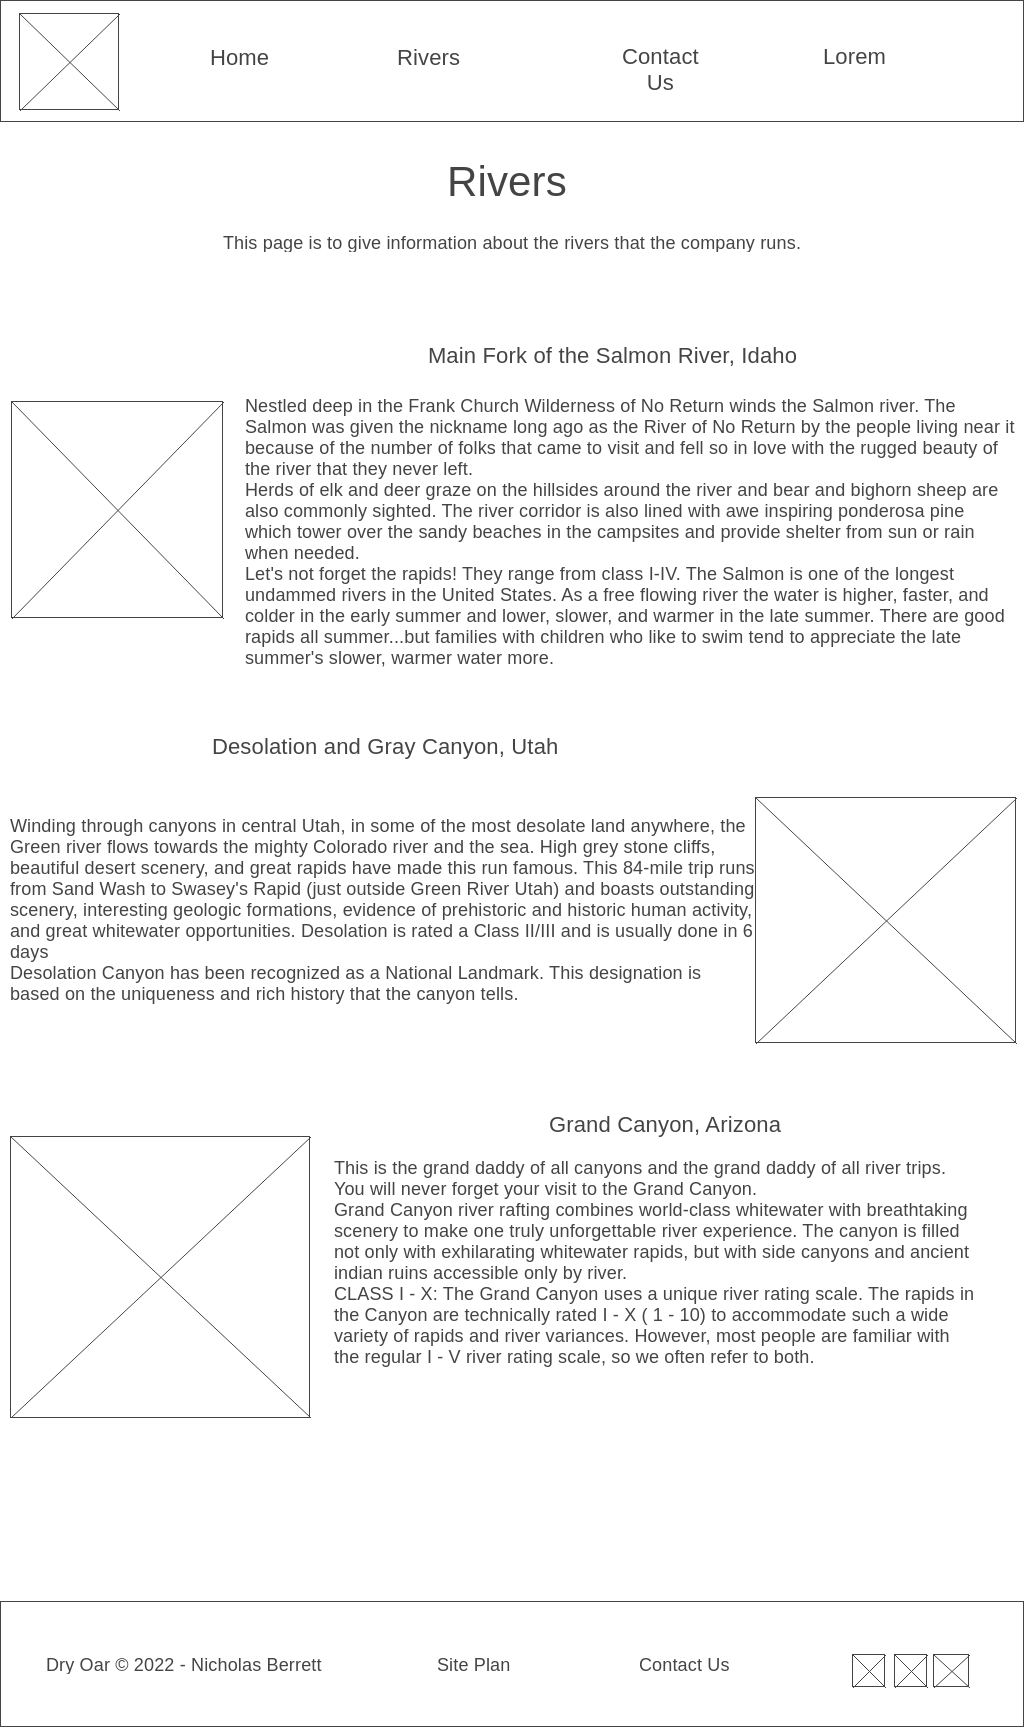 Home
Rivers
Contact
Us
Lorem
Rivers
This page is to give information about the rivers that the company runs.
Main Fork of the Salmon River, Idaho
Nestled deep in the Frank Church Wilderness of No Return winds the Salmon river. The
Salmon was given the nickname long ago as the River of No Return by the people living near it
because of the number of folks that came to visit and fell so in love with the rugged beauty of
the river that they never left.
Herds of elk and deer graze on the hillsides around the river and bear and bighorn sheep are
also commonly sighted. The river corridor is also lined with awe inspiring ponderosa pine
which tower over the sandy beaches in the campsites and provide shelter from sun or rain
when needed.
Let's not forget the rapids! They range from class I-IV. The Salmon is one of the longest
undammed rivers in the United States. As a free flowing river the water is higher, faster, and
colder in the early summer and lower, slower, and warmer in the late summer. There are good
rapids all summer...but families with children who like to swim tend to appreciate the late
summer's slower, warmer water more.
Desolation and Gray Canyon, Utah
Winding through canyons in central Utah, in some of the most desolate land anywhere, the
Green river flows towards the mighty Colorado river and the sea. High grey stone cliffs,
beautiful desert scenery, and great rapids have made this run famous. This 84-mile trip runs
from Sand Wash to Swasey's Rapid (just outside Green River Utah) and boasts outstanding
scenery, interesting geologic formations, evidence of prehistoric and historic human activity,
and great whitewater opportunities. Desolation is rated a Class II/III and is usually done in 6
days
Desolation Canyon has been recognized as a National Landmark. This designation is
based on the uniqueness and rich history that the canyon tells.
Grand Canyon, Arizona
This is the grand daddy of all canyons and the grand daddy of all river trips.
You will never forget your visit to the Grand Canyon.
Grand Canyon river rafting combines world-class whitewater with breathtaking
scenery to make one truly unforgettable river experience. The canyon is filled
not only with exhilarating whitewater rapids, but with side canyons and ancient
indian ruins accessible only by river.
CLASS I - X: The Grand Canyon uses a unique river rating scale. The rapids in
the Canyon are technically rated I - X ( 1 - 10) to accommodate such a wide
variety of rapids and river variances. However, most people are familiar with
the regular I - V river rating scale, so we often refer to both.
Dry Oar © 2022 - Nicholas Berrett
Site Plan
Contact Us